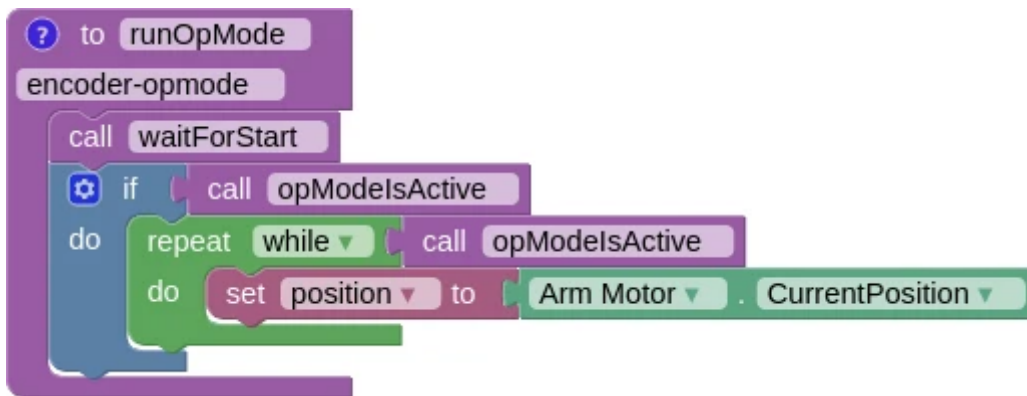 ? to runOpMode
encoder-opmode
call waitForStart
if call opModeIsActive
do repeat while call opModeIsActive
do set position to Arm Motor . CurrentPosition